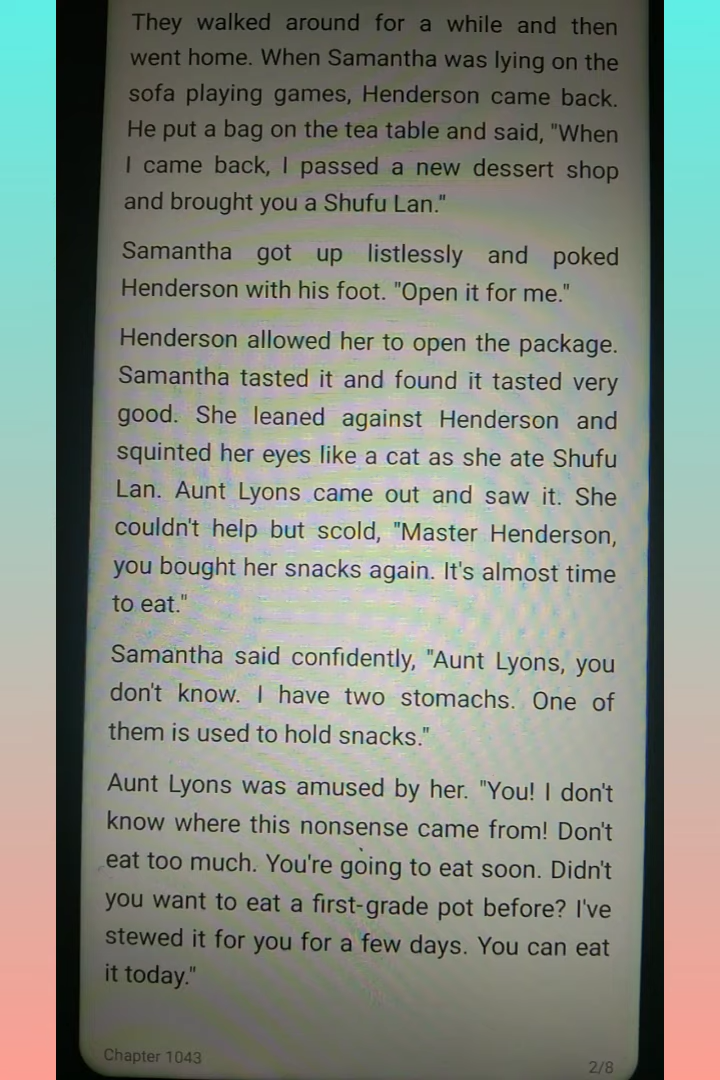 They walked around for a while and then
went home. When Samantha was lying on the
sofa playing games, Henderson came back.
He put a bag on the tea table and said, "When
I came back, I passed a new dessert shop
and brought you a Shufu Lan."
Samantha got up listlessly and poked
Henderson with his foot. "Open it for me."
Henderson allowed her to open the package.
Samantha tasted it and found it tasted very
good. She leaned against Henderson and
squinted her eyes like a cat as she ate Shufu
Lan. Aunt Lyons came out and saw it. She
couldn't help but scold, "Master Henderson,
you bought her snacks again. It's almost time
to eat."
Samantha said confidently, "Aunt Lyons, you
don't know. I have two stomachs. One of
them is used to hold snacks."
Aunt Lyons was amused by her. "You! I don't
know where this nonsense came from! Don't
eat too much. You're going to eat soon. Didn't
you want to eat a first-grade pot before? I've
stewed it for you for a few days. You can eat
it today."
Chapter 1043
2/8